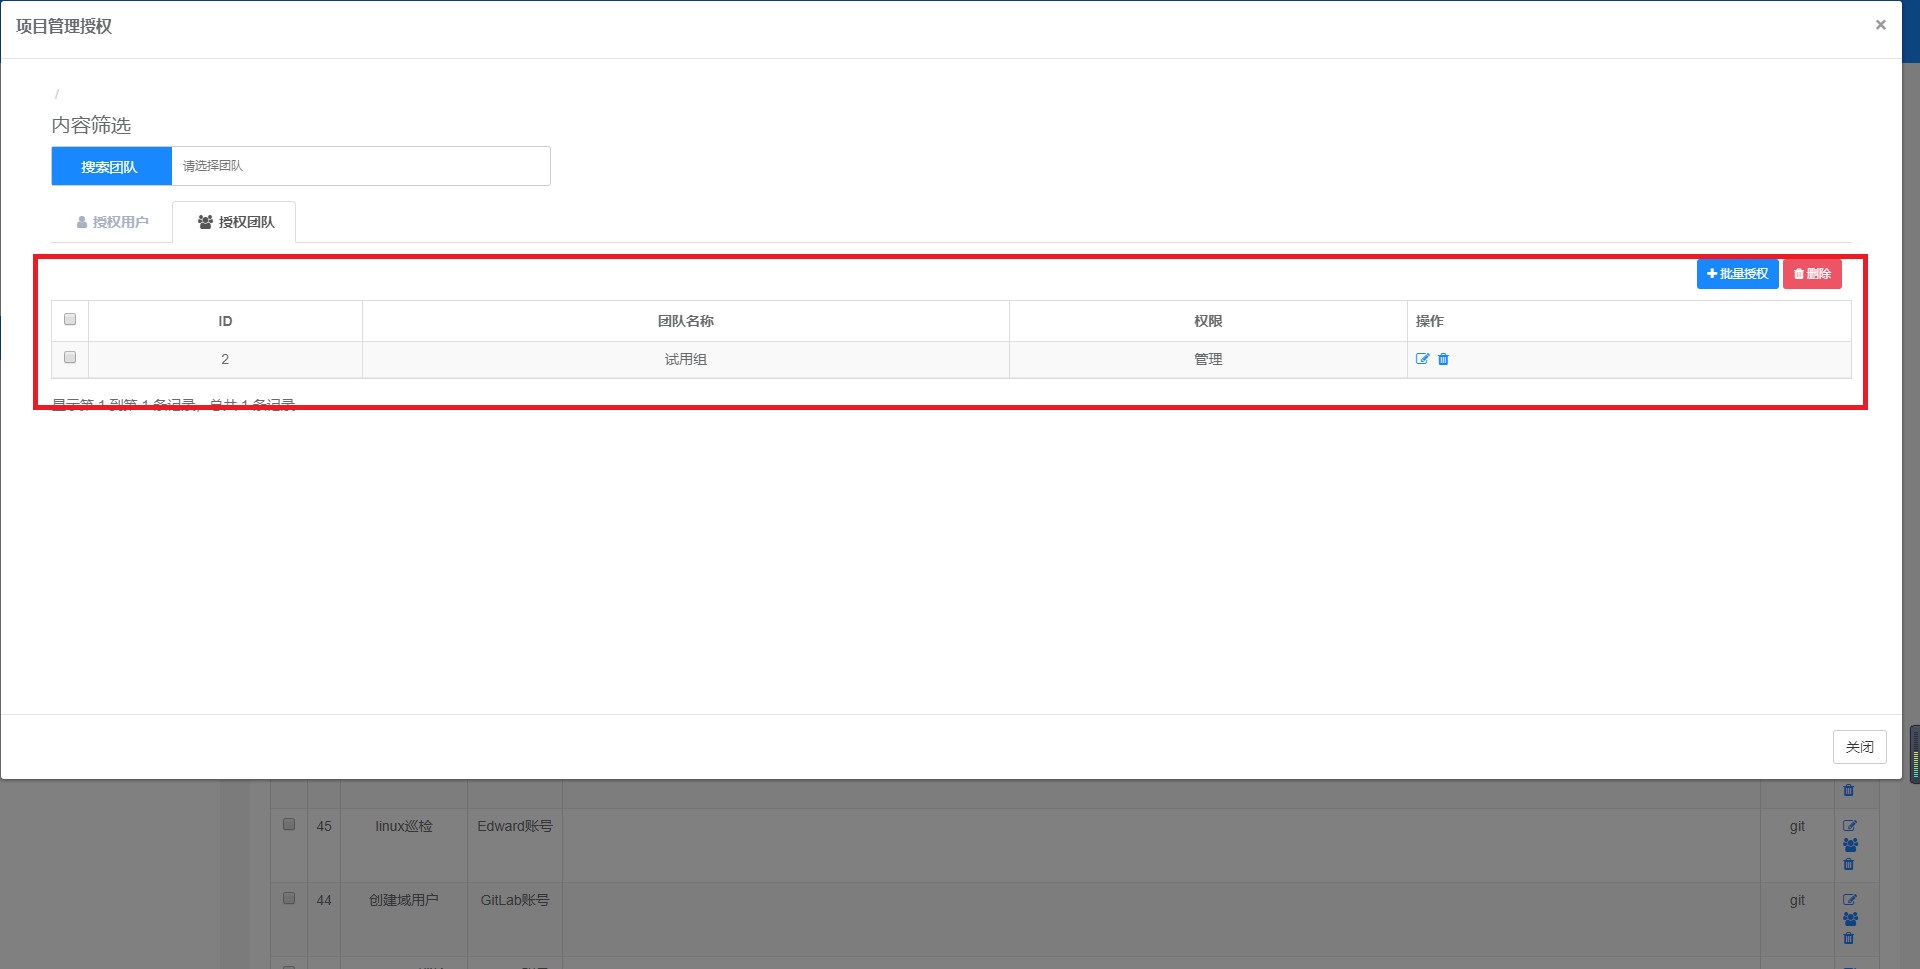 项目管理授权
×
/
内容筛选
搜索团队 请选择团队
授权用户 授权团队
批量授权 删除
ID 团队名称 权限 操作
2 试用组 管理
显示第 1 到第 1 条记录，总共 1 条记录
关闭
45 linux巡检 Edward账号 git
44 创建域用户 GitLab账号 git